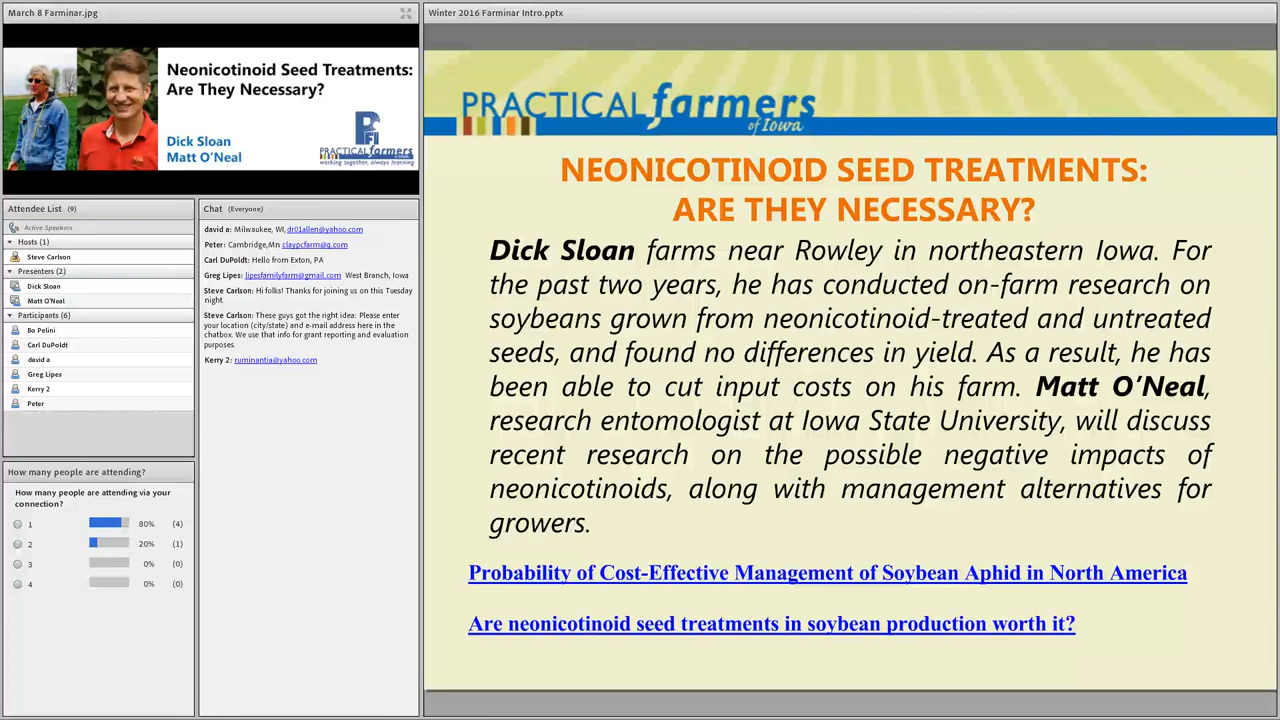 March 8 Farminar.jpg
Neonicotinoid Seed Treatments:
Are They Necessary?
Dick Sloan
Matt O'Neal
PFI
PRACTICAL farmers
working together, always learning
Attendee List (9)
Active Speakers
Hosts (1)
Steve Carlson
Presenters (2)
Dick Sloan
Matt O'Neal
Participants (6)
Bo Pelini
Carl DuPoldt
david a
Greg Lipes
Kerry 2
Peter
How many people are attending?
How many people are attending via your
connection?
1 80% (4)
2 20% (1)
3 0% (0)
4 0% (0)
Chat (Everyone)
david a: Milwaukee, WI, dr01allen@yahoo.com
Peter: Cambridge,Mn claypcfarm@q.com
Carl DuPoldt: Hello from Exton, PA
Greg Lipes: lipesfamilyfarm@gmail.com West Branch, Iowa
Steve Carlson: Hi folks! Thanks for joining us on this Tuesday
night.
Steve Carlson: These guys got the right idea: Please enter
your location (city/state) and e-mail address here in the
chatbox. We use that info for grant reporting and evaluation
purposes.
Kerry 2: ruminantia@yahoo.com
Winter 2016 Farminar Intro.pptx
PRACTICAL farmers
of Iowa
NEONICOTINOID SEED TREATMENTS:
ARE THEY NECESSARY?
Dick Sloan farms near Rowley in northeastern Iowa. For
the past two years, he has conducted on-farm research on
soybeans grown from neonicotinoid-treated and untreated
seeds, and found no differences in yield. As a result, he has
been able to cut input costs on his farm. Matt O'Neal,
research entomologist at Iowa State University, will discuss
recent research on the possible negative impacts of
neonicotinoids, along with management alternatives for
growers.
Probability of Cost-Effective Management of Soybean Aphid in North America
Are neonicotinoid seed treatments in soybean production worth it?